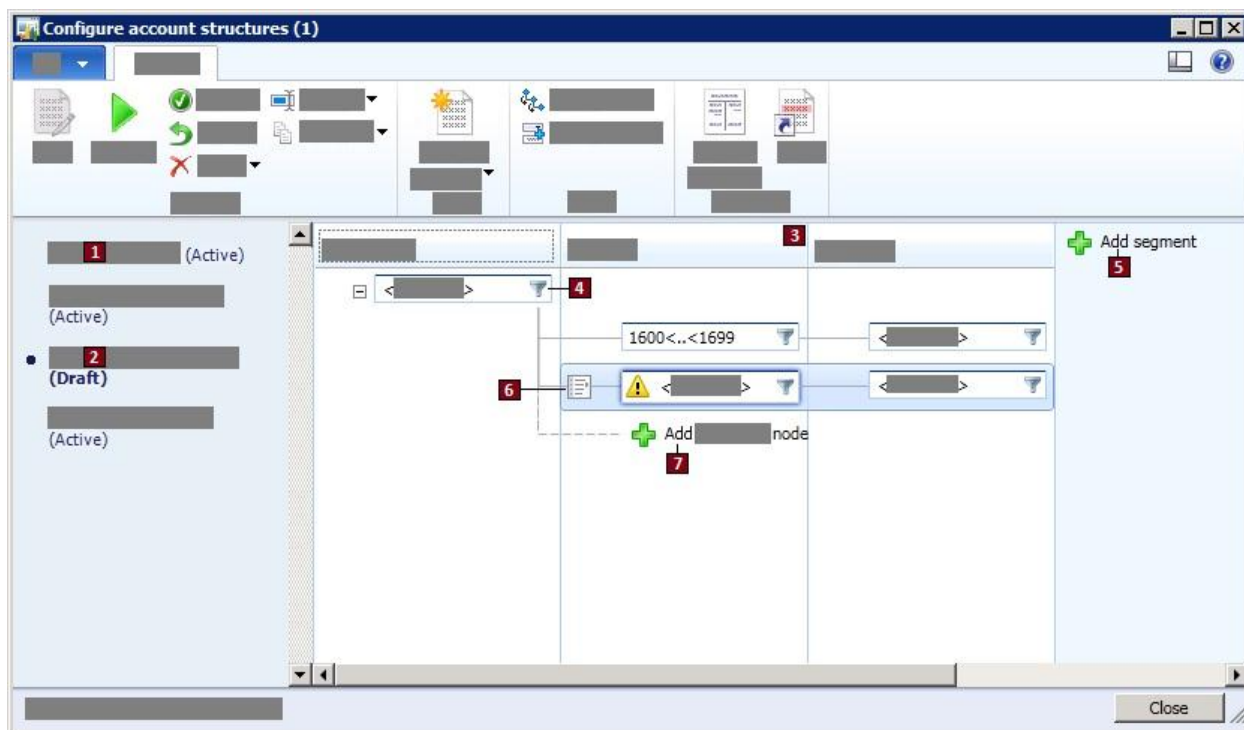 Configure account structures (1)
1 (Active)
3
Add segment
5
(Active)
< > 4
1600<..<1699 < >
2
(Draft)
6 < > < >
(Active)
Add node
7
Close